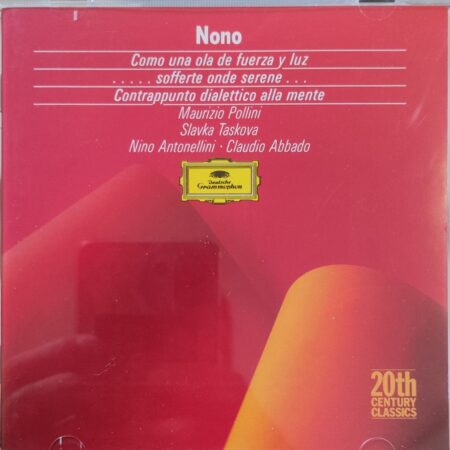 Nono
Como una ola de fuerza y luz
. . . . . sofferte onde serene . . .
Contrappunto dialettico alla mente
Maurizio Pollini
Slavka Taskova
Nino Antonellini · Claudio Abbado
Deutsche
Grammophon
20th
CENTURY
CLASSICS